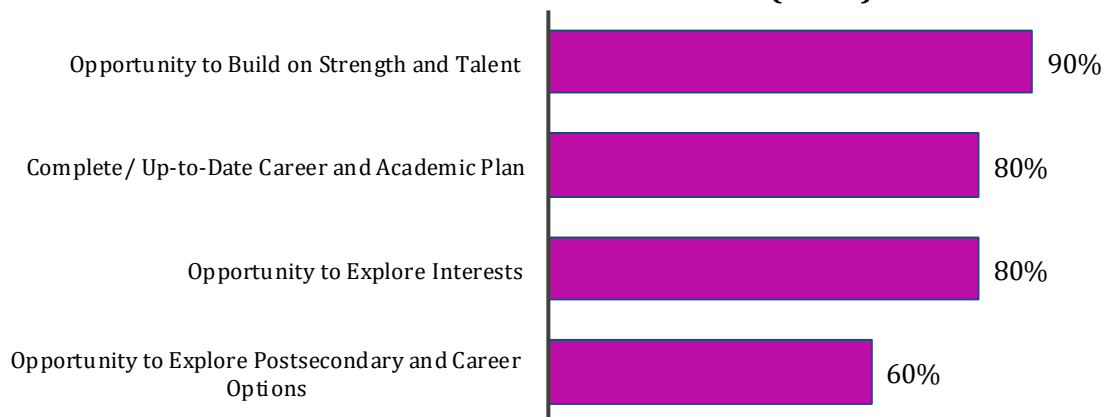 Opportunity to Build on Strength and Talent 90%
Complete/ Up-to-Date Career and Academic Plan 80%
Opportunity to Explore Interests 80%
Opportunity to Explore Postsecondary and Career
Options 60%